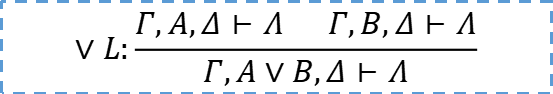 ∨ L: Γ, A, Δ ⊢ Λ Γ, B, Δ ⊢ Λ
Γ, A ∨ B, Δ ⊢ Λ